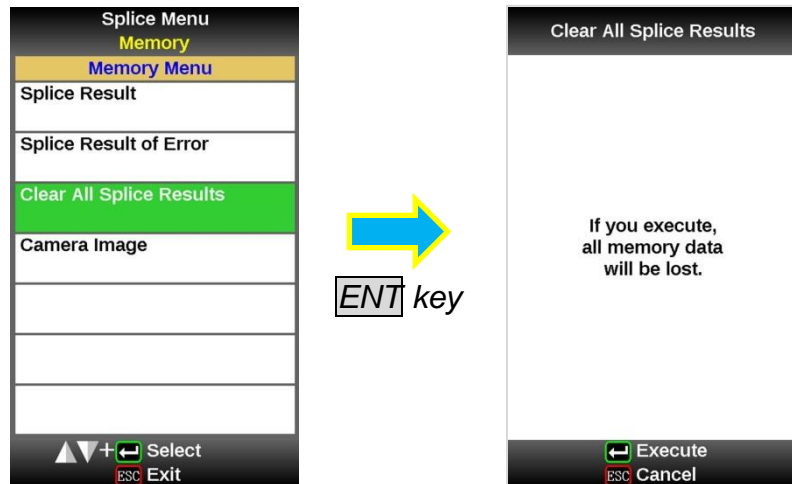 Splice Menu
Memory
Memory Menu
Splice Result
Splice Result of Error
Clear All Splice Results
Camera Image
+ Select
ESC Exit
ENT key
Clear All Splice Results
If you execute,
all memory data
will be lost.
Execute
ESC Cancel